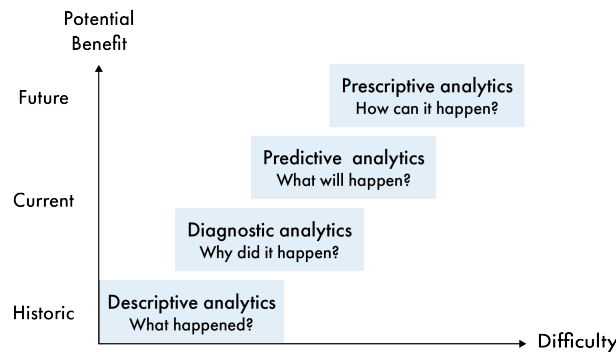 Potential
Benefit
Future
Prescriptive analytics
How can it happen?
Predictive analytics
What will happen?
Current
Diagnostic analytics
Why did it happen?
Descriptive analytics
What happened?
Historic
Difficulty